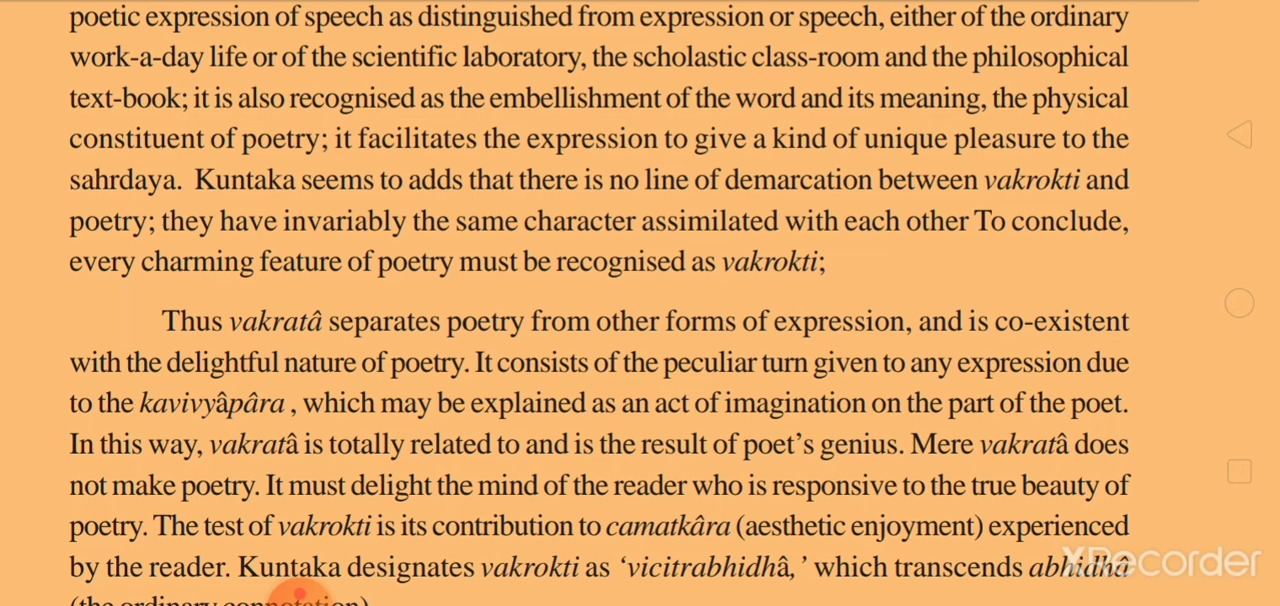 poetic expression of speech as distinguished from expression or speech, either of the ordinary
work-a-day life or of the scientific laboratory, the scholastic class-room and the philosophical
text-book; it is also recognised as the embellishment of the word and its meaning, the physical
constituent of poetry; it facilitates the expression to give a kind of unique pleasure to the
sahrdaya. Kuntaka seems to adds that there is no line of demarcation between vakrokti and
poetry; they have invariably the same character assimilated with each other To conclude,
every charming feature of poetry must be recognised as vakrokti;
Thus vakratâ separates poetry from other forms of expression, and is co-existent
with the delightful nature of poetry. It consists of the peculiar turn given to any expression due
to the kavivyâpâra , which may be explained as an act of imagination on the part of the poet.
In this way, vakratâ is totally related to and is the result of poet's genius. Mere vakratâ does
not make poetry. It must delight the mind of the reader who is responsive to the true beauty of
poetry. The test of vakrokti is its contribution to camatkâra (aesthetic enjoyment) experienced
by the reader. Kuntaka designates vakrokti as ‘vicitrabhidhâ, ’ which transcends abhidhâ
(the ordinary connotation)
XRecorder